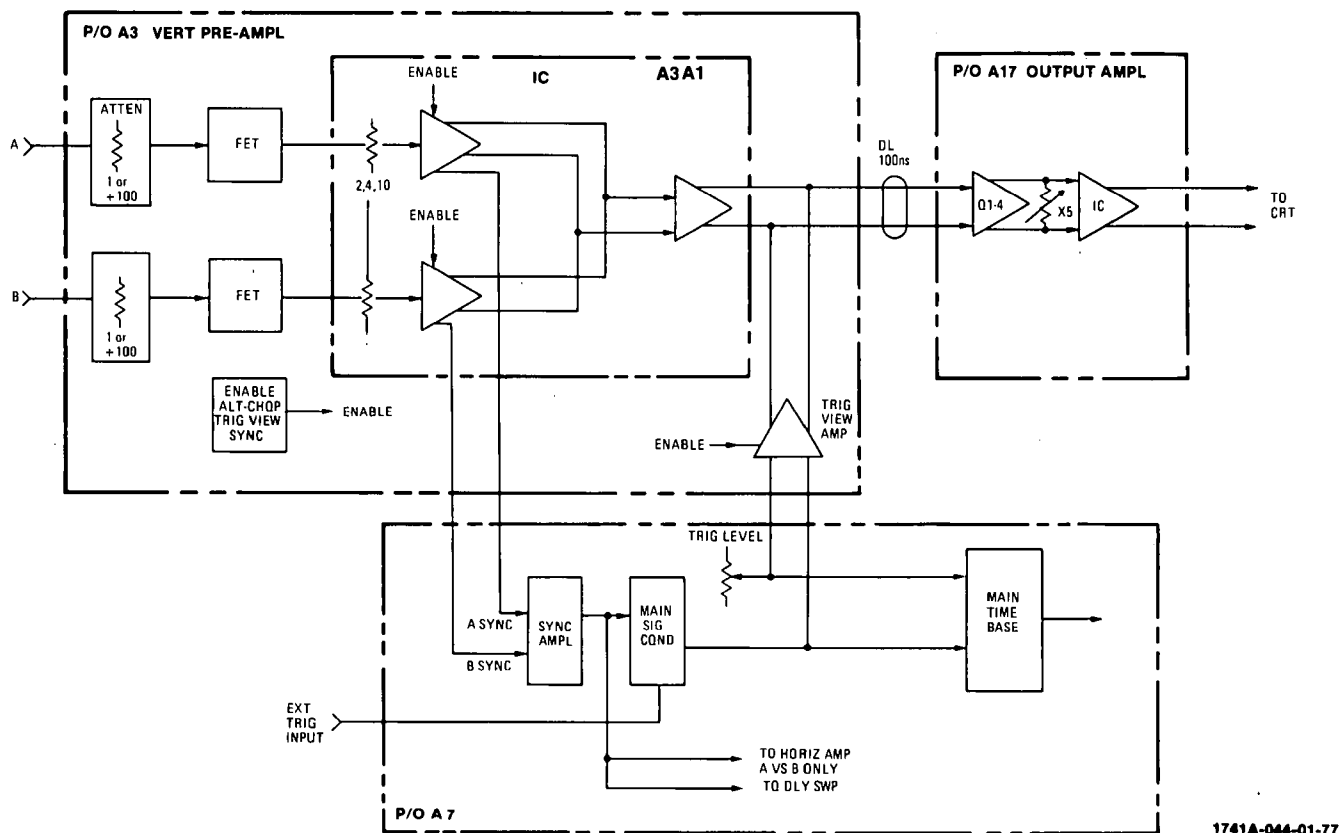 P/O A3 VERT PRE-AMPL
IC
A3A1
ENABLE
ATTEN
1 or
+100
A
FET
2,4,10
ENABLE
B
1 or
+100
FET
ENABLE
ALT-CHOP
TRIG VIEW
SYNC
ENABLE
DL
100ns
P/O A17 OUTPUT AMPL
Q1-4
X5
IC
TO
CRT
ENABLE
TRIG
VIEW
AMP
TRIG LEVEL
A SYNC
B SYNC
SYNC
AMPL
MAIN
SIG
COND
MAIN
TIME
BASE
EXT
TRIG
INPUT
TO HORIZ AMP
A VS B ONLY
TO DLY SWP
P/O A7
1741A-044-01-77